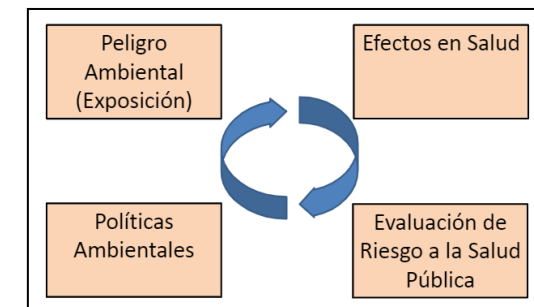 Peligro
Ambiental
(Exposición)
Efectos en Salud
Políticas
Ambientales
Evaluación de
Riesgo a la Salud
Pública